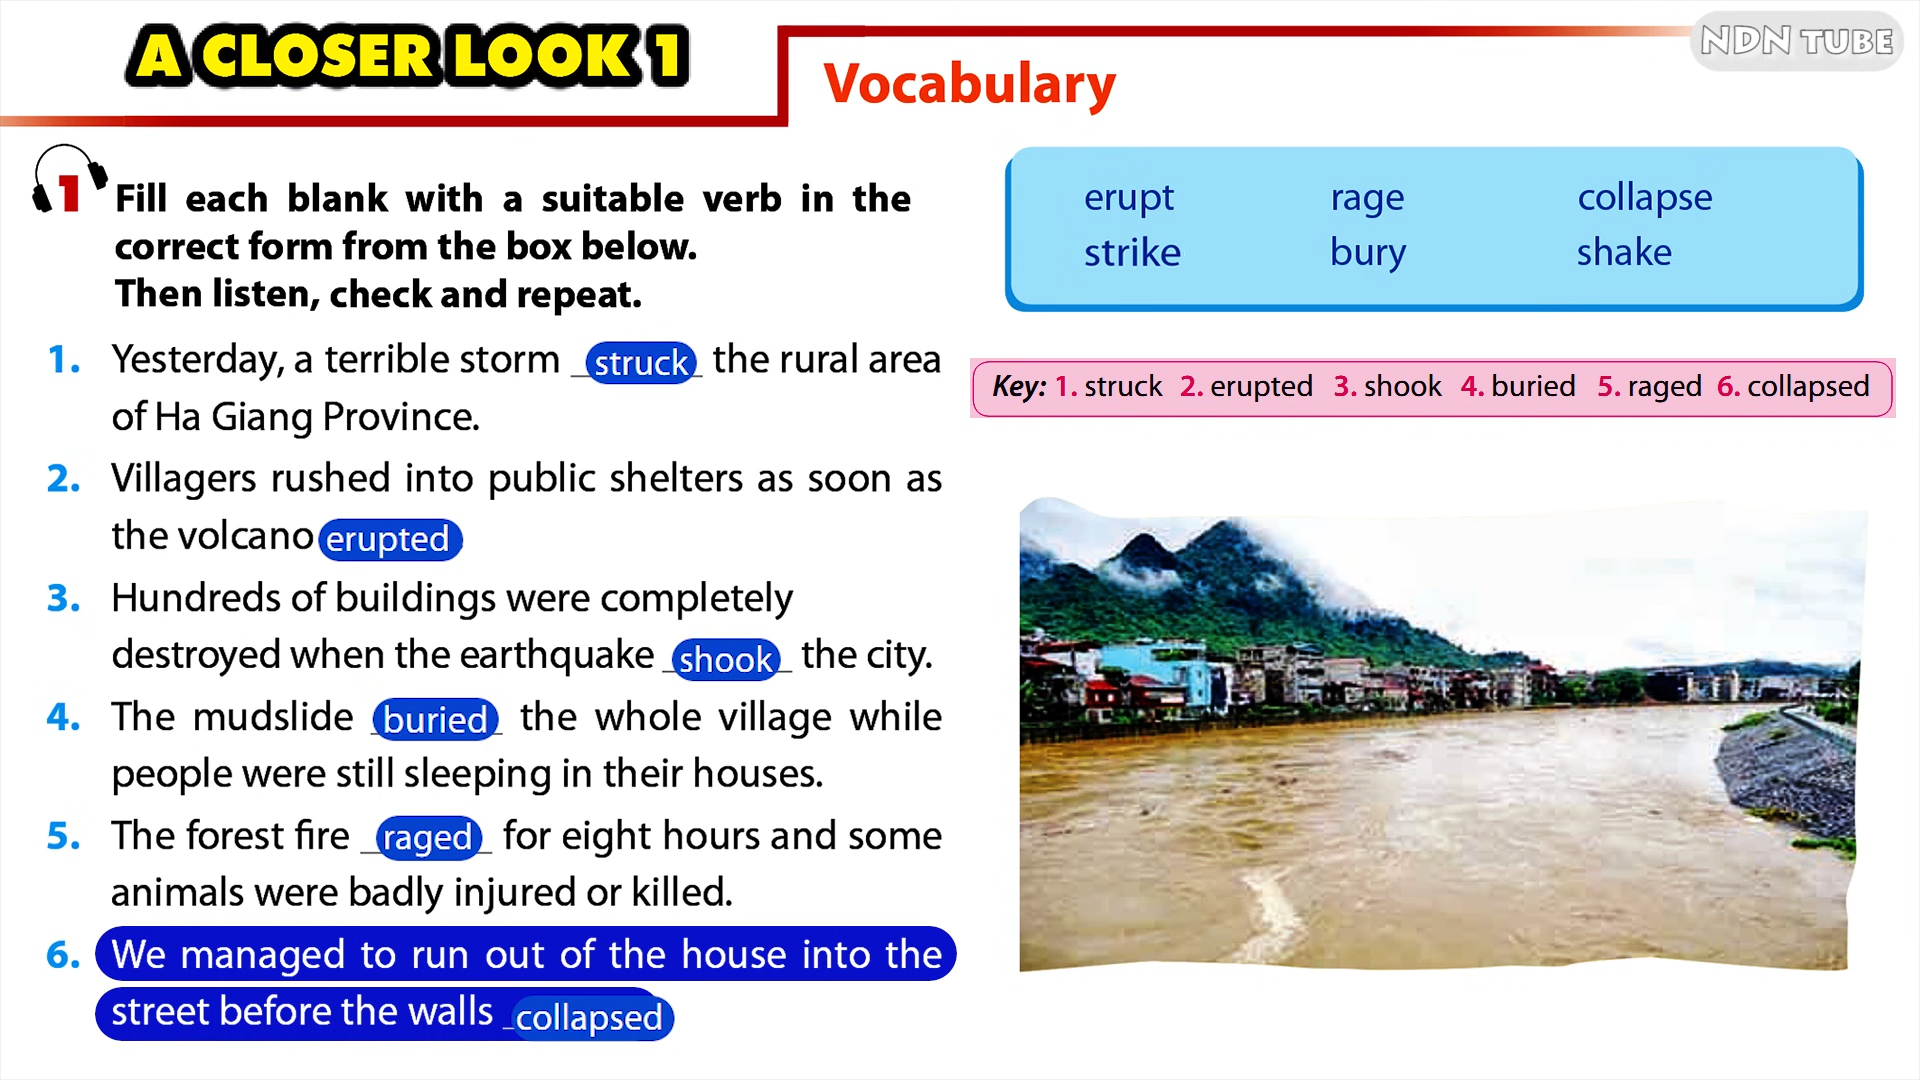 A CLOSER LOOK 1
Vocabulary
NDN TUBE
1 Fill each blank with a suitable verb in the
correct form from the box below.
Then listen, check and repeat.
erupt rage collapse
strike bury shake
Key: 1. struck 2. erupted 3. shook 4. buried 5. raged 6. collapsed
1. Yesterday, a terrible storm _struck_ the rural area
of Ha Giang Province.
2. Villagers rushed into public shelters as soon as
the volcano erupted
3. Hundreds of buildings were completely
destroyed when the earthquake _shook_ the city.
4. The mudslide _buried_ the whole village while
people were still sleeping in their houses.
5. The forest fire _raged_ for eight hours and some
animals were badly injured or killed.
6. We managed to run out of the house into the
street before the walls _collapsed